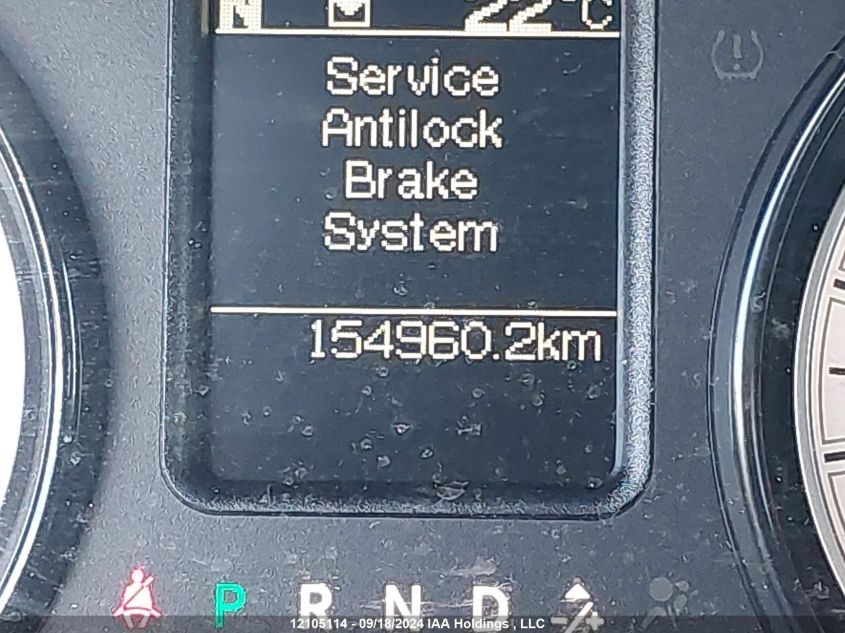 N 22°C
Service
Antilock
Brake
System
154960.2km
P R N D
12105114 - 09/18/2024 IAA Holdings , LLC